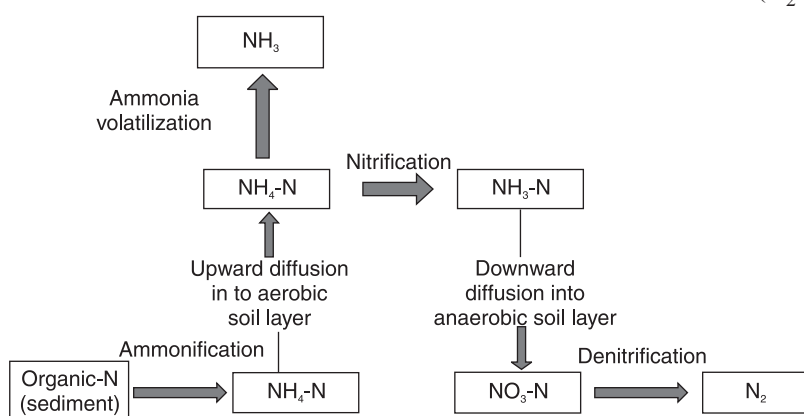 (
2
NH3
Ammonia
volatilization
Nitrification
NH4-N
NH3-N
Upward diffusion
in to aerobic
soil layer
Downward
diffusion into
anaerobic soil layer
Ammonification
Denitrification
Organic-N
(sediment)
NH4-N
NO3-N
N2